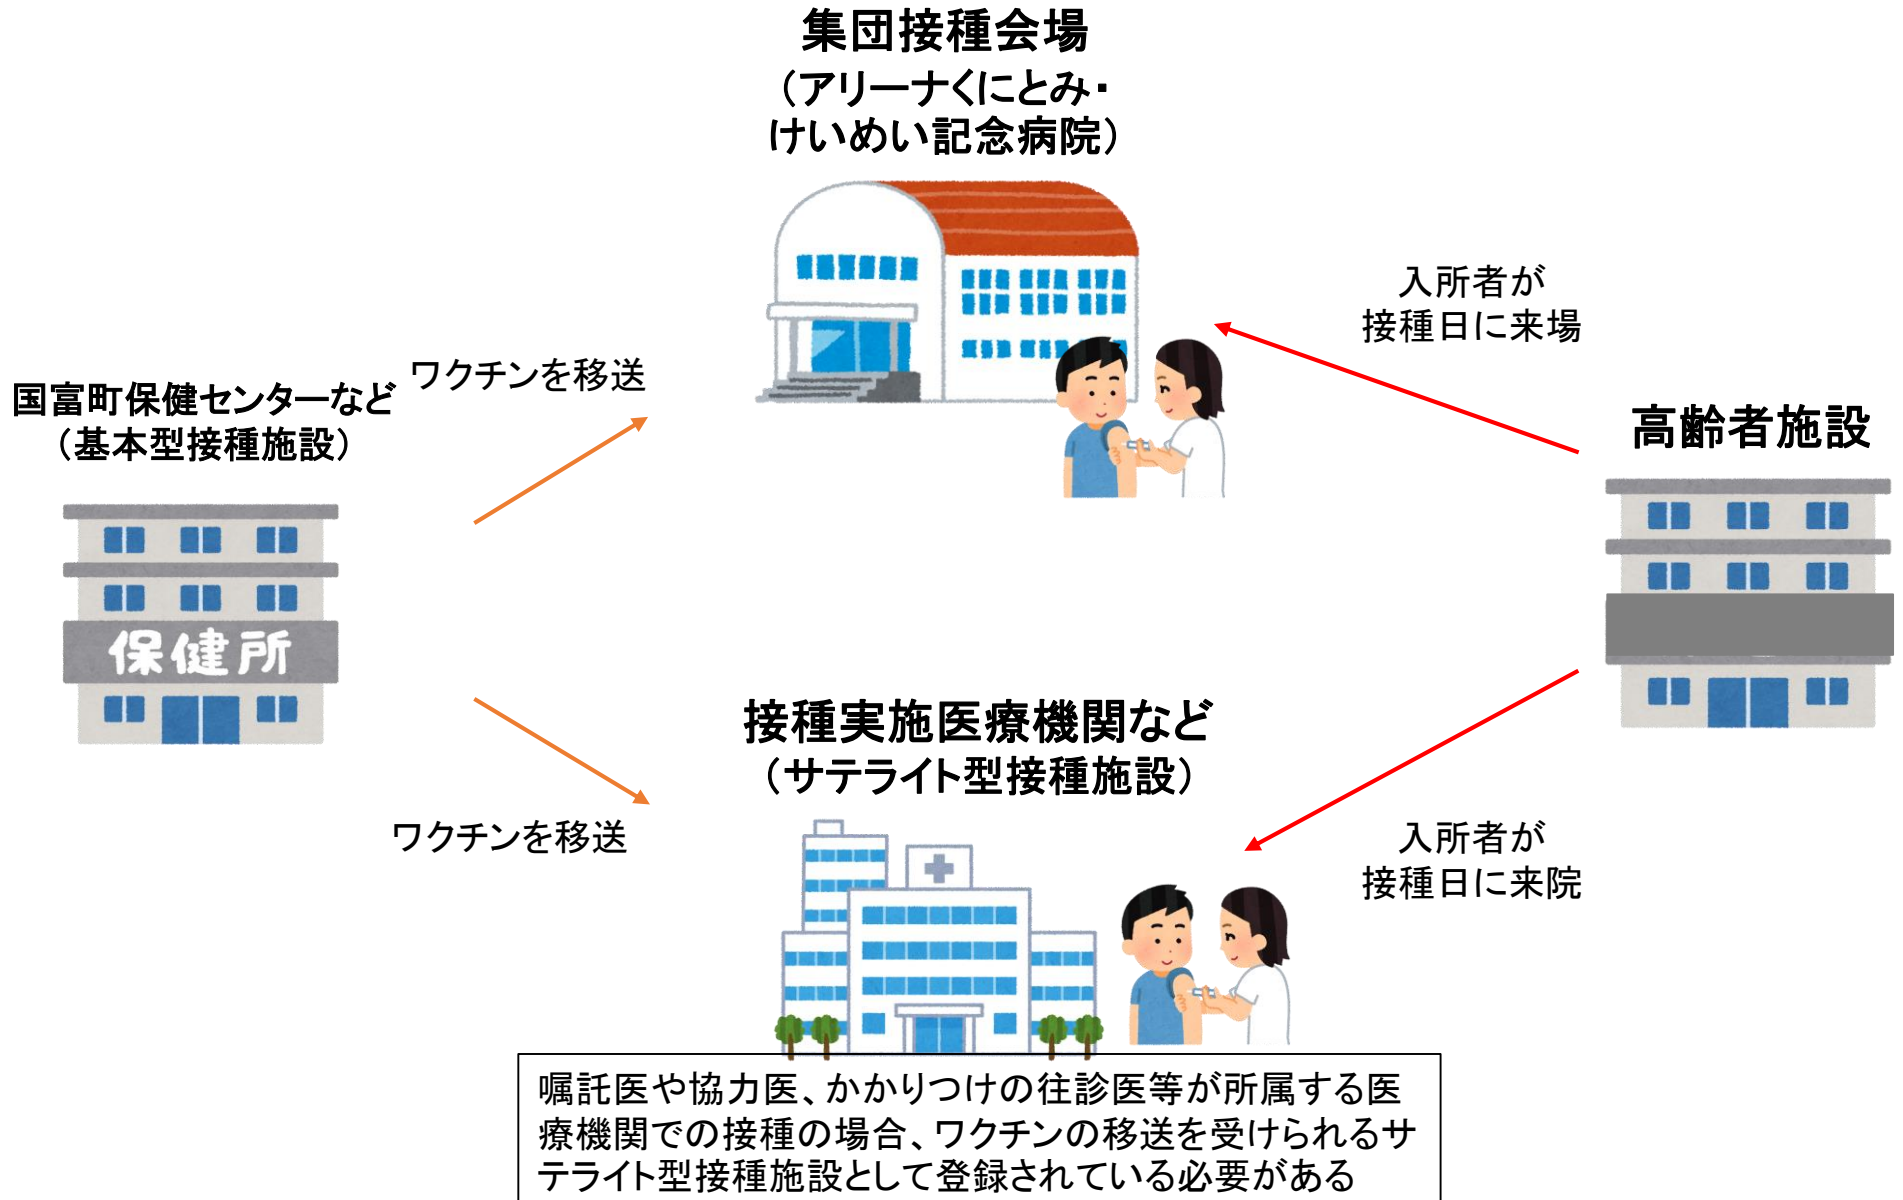 集団接種会場
（アリーナくにとみ・
けいめい記念病院）
入所者が
接種日に来場
ワクチンを移送
国富町保健センターなど
（基本型接種施設）
高齢者施設
保健所
接種実施医療機関など
（サテライト型接種施設）
ワクチンを移送
入所者が
接種日に来院
嘱託医や協力医、かかりつけの往診医等が所属する医
療機関での接種の場合、ワクチンの移送を受けられるサ
テライト型接種施設として登録されている必要がある